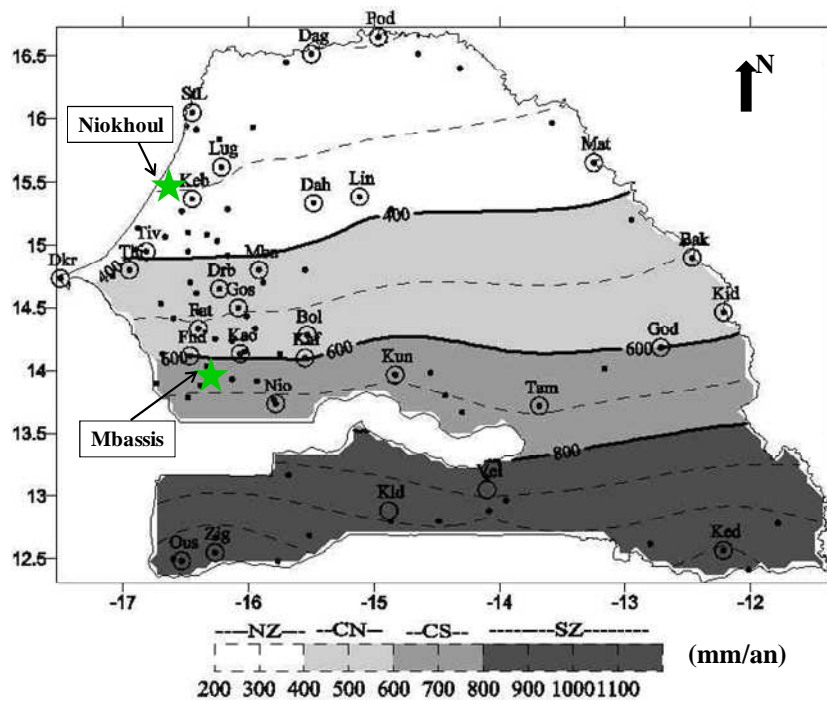 Pod
16.5
Dag
N
StL
16
Niokhoul
Lug
Mat
15.5
Keb
Dah
Lin
400
15
Tiv
Bak
Thi
Mba
Dkr
400
Drb
Gos
Kid
14.5
Fat
Bol
Fnd
Kao
Kaf
God
600
600
600
14
Kun
Nio
Tam
Mbassis
13.5
800
Vel
13
Kld
12.5
Ous
Zig
Ked
-17
-16
-15
-14
-13
-12
NZ
CN
CS
SZ
(mm/an)
200 300 400 500 600 700 800 900 1000 1100